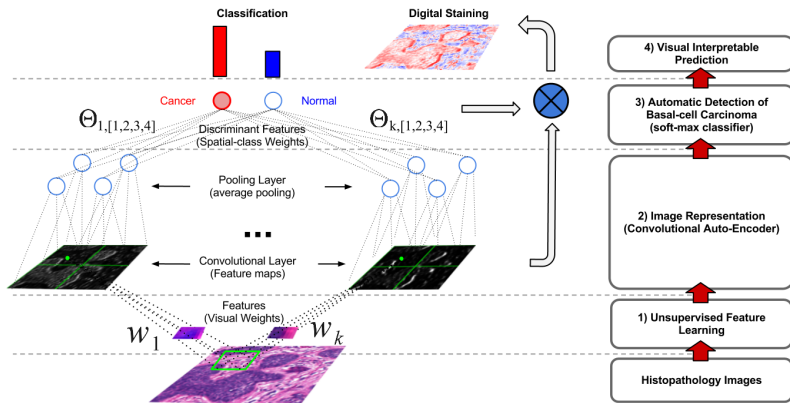 Classification
Digital Staining
4) Visual Interpretable
Prediction
Cancer
Normal
Θ1,[1,2,3,4]
Θk,[1,2,3,4]
Discriminant Features
(Spatial-class Weights)
3) Automatic Detection of
Basal-cell Carcinoma
(soft-max classifier)
Pooling Layer
(average pooling)
2) Image Representation
(Convolutional Auto-Encoder)
...
Convolutional Layer
(Feature maps)
Features
(Visual Weights)
w1
wk
1) Unsupervised Feature
Learning
Histopathology Images